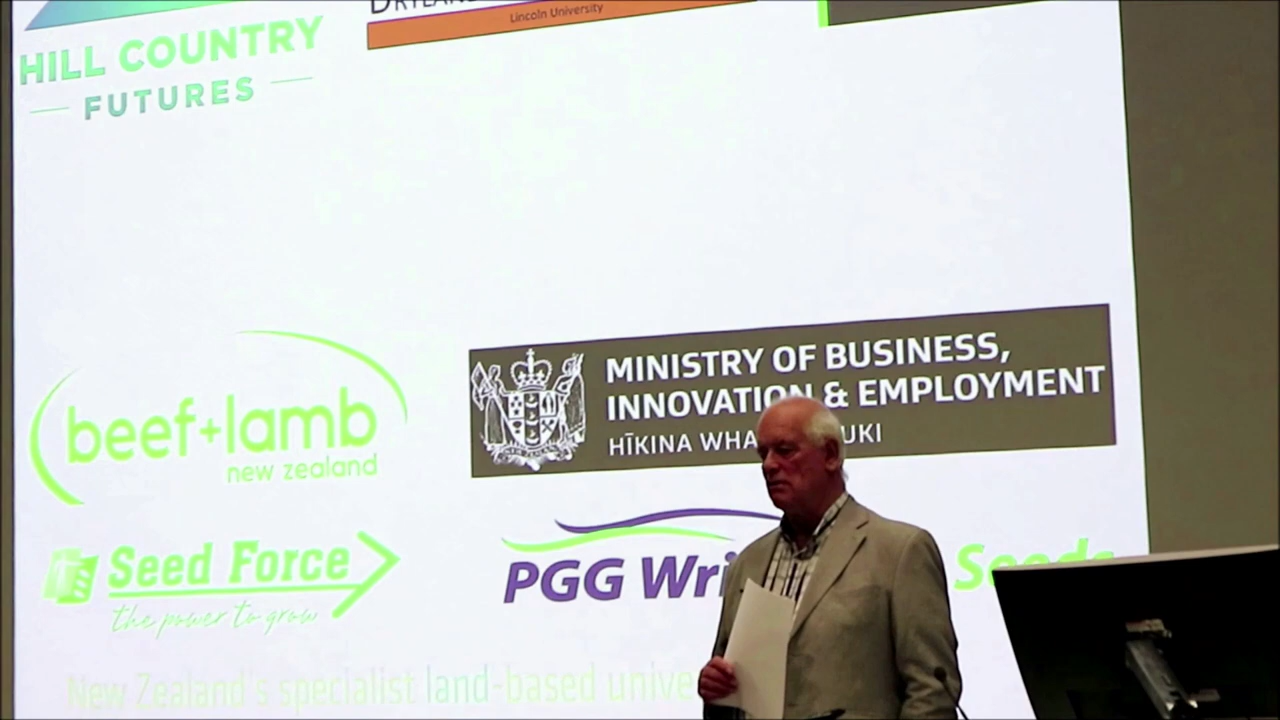 Lincoln University
HILL COUNTRY
FUTURES
MINISTRY OF BUSINESS,
INNOVATION & EMPLOYMENT
HĪKINA WHA UKI
beef+lamb
new zealand
Seed Force
the power to grow
PGG Wri Seeds
New Zealand's specialist land-based unive